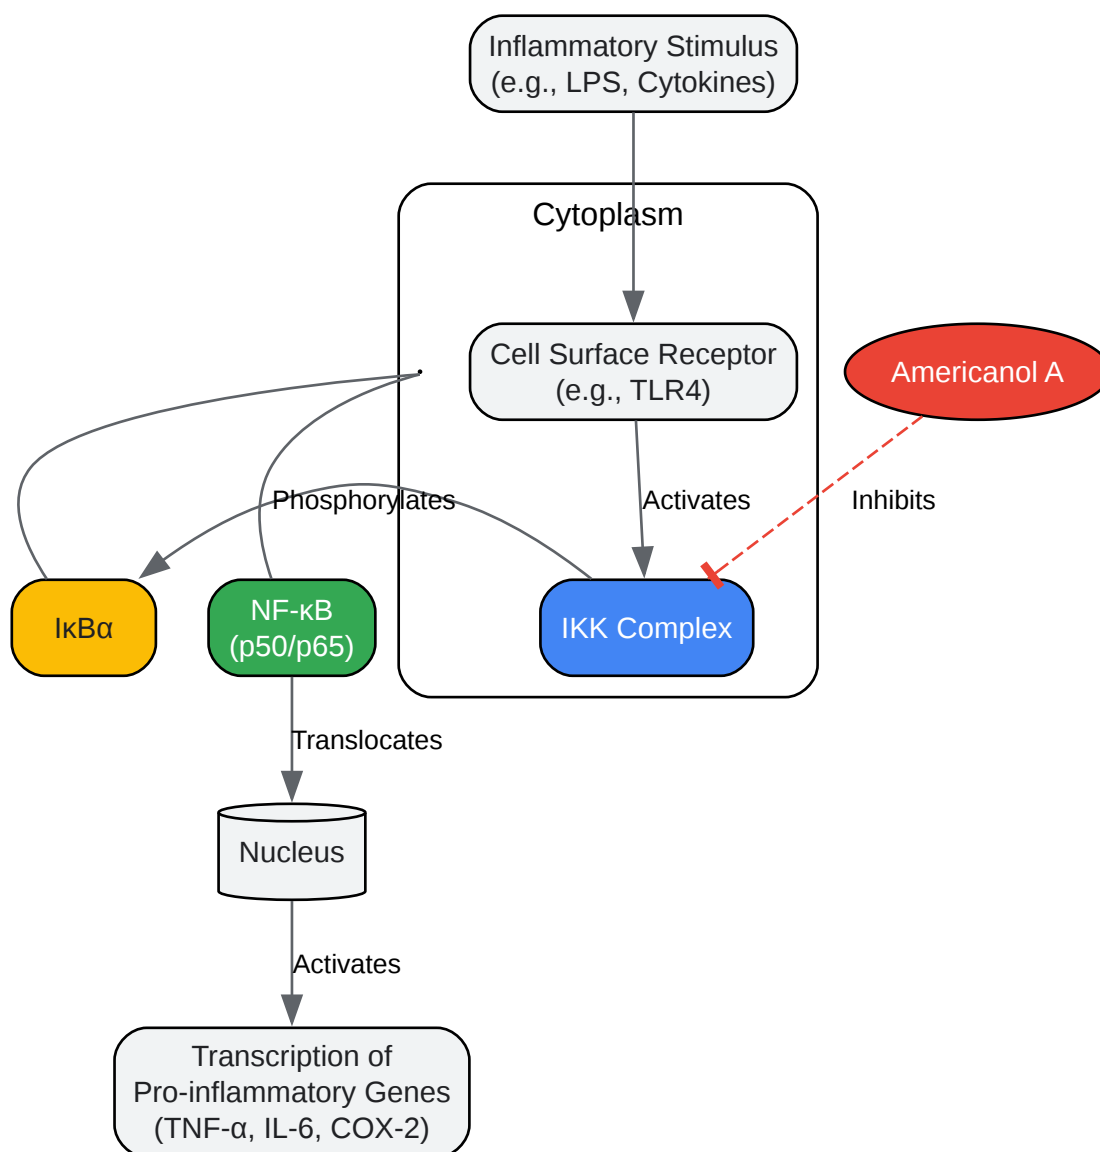 Inflammatory Stimulus
(e.g., LPS, Cytokines)
Cytoplasm
Cell Surface Receptor
(e.g., TLR4)
Americanol A
Phosphorylates
Activates
Inhibits
IκBα
NF-κB
(p50/p65)
IKK Complex
Translocates
Nucleus
Activates
Transcription of
Pro-inflammatory Genes
(TNF-α, IL-6, COX-2)